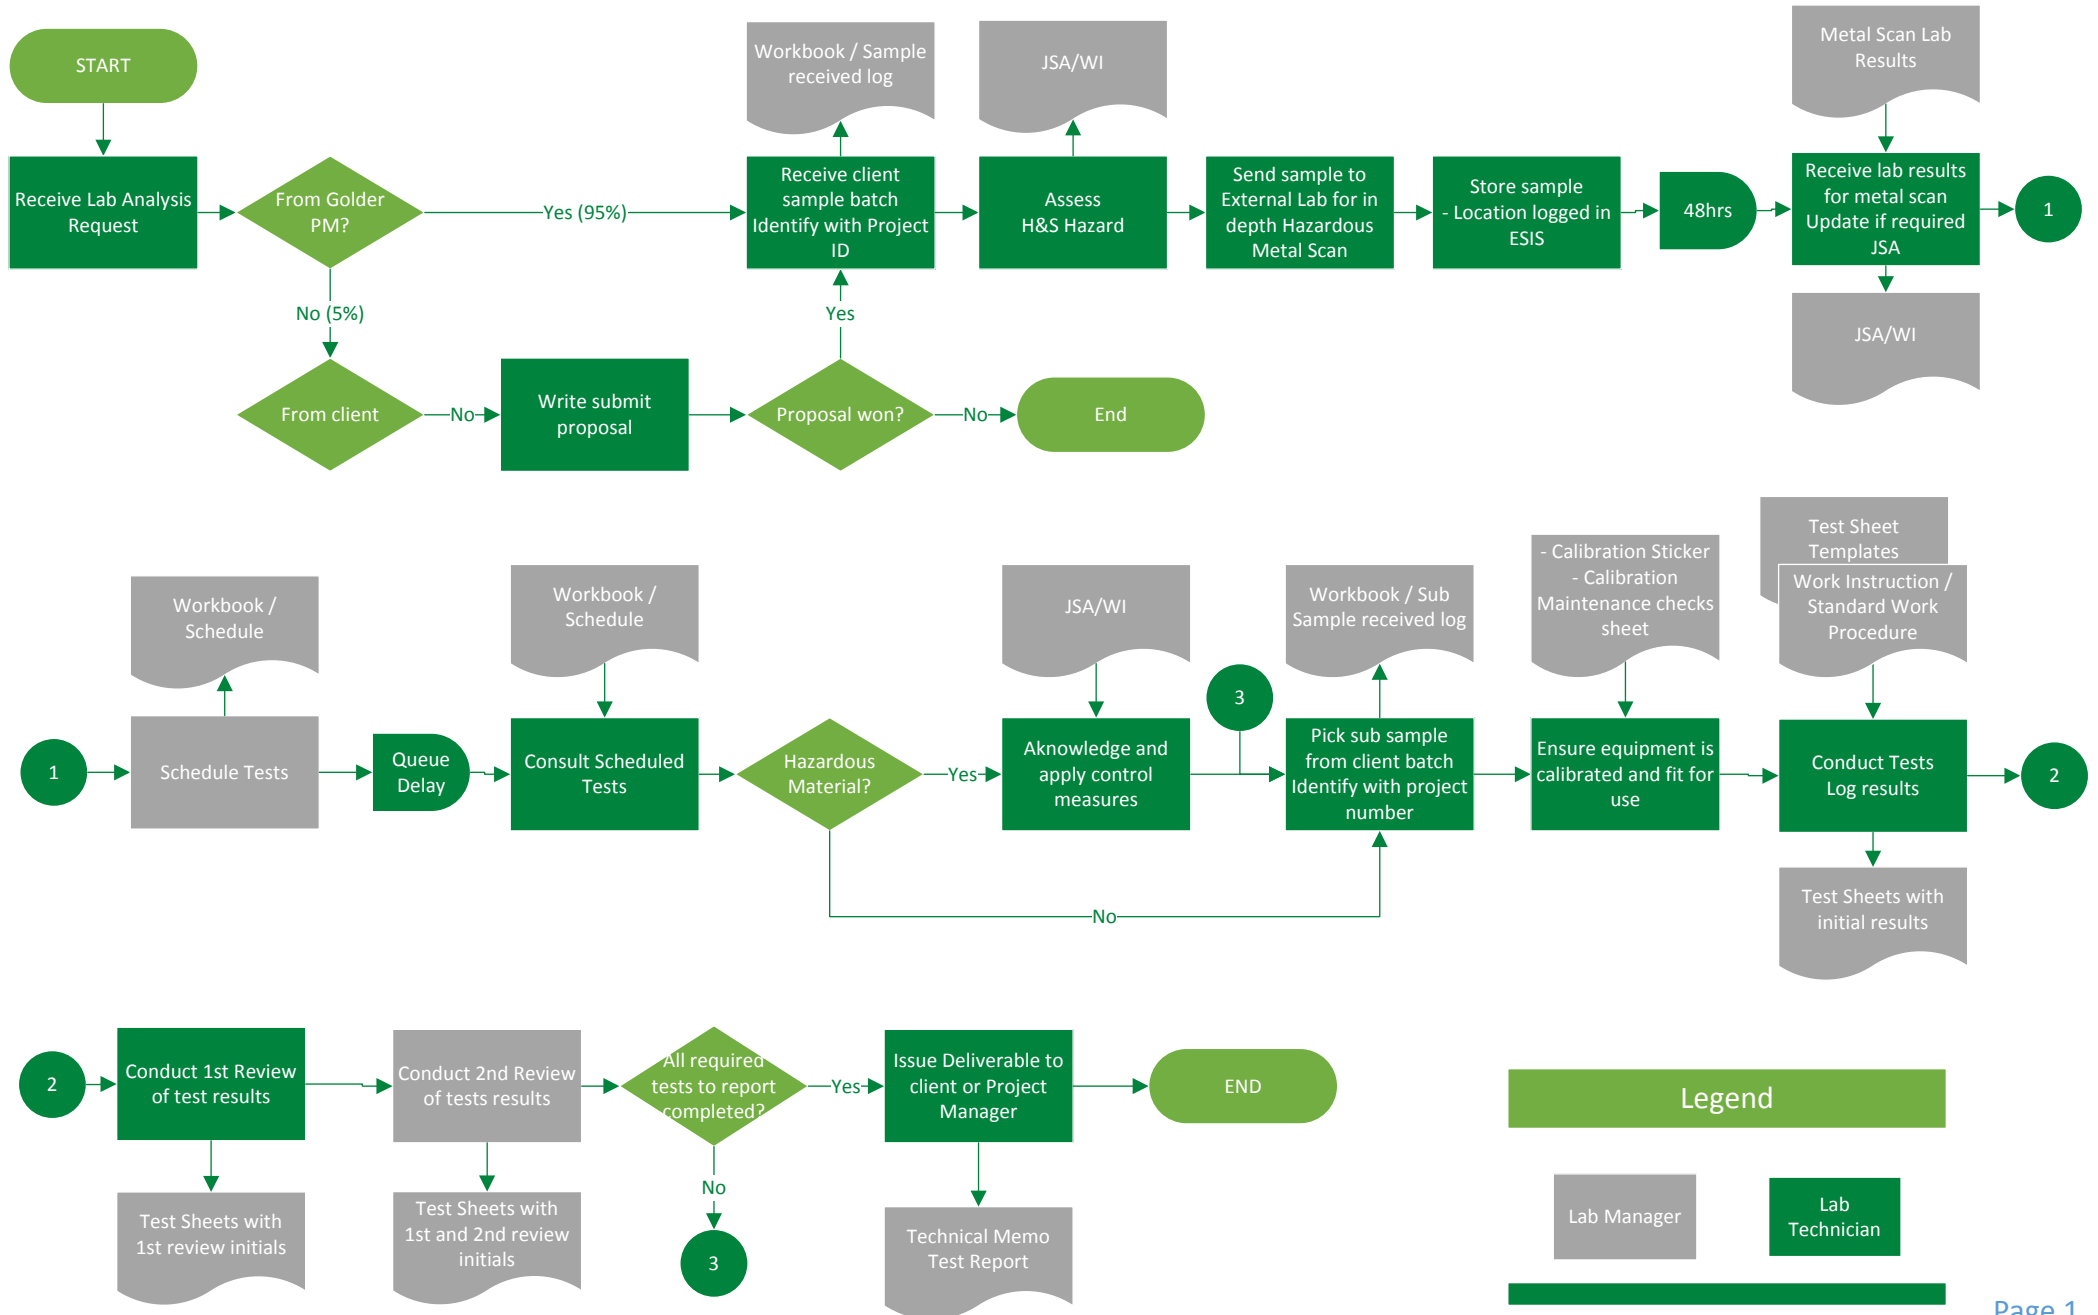 START
Workbook / Sample
received log
JSA/WI
Metal Scan Lab
Results
Receive Lab Analysis
Request
From Golder
PM?
Yes (95%)
Receive client
sample batch
Identify with Project
ID
Assess
H&S Hazard
Send sample to
External Lab for in
depth Hazardous
Metal Scan
Store sample
- Location logged in
ESIS
48hrs
Receive lab results
for metal scan
Update if required
JSA
1
No (5%)
Yes
JSA/WI
From client
No
Write submit
proposal
Proposal won?
No
End
Workbook /
Schedule
Workbook /
Schedule
JSA/WI
Workbook / Sub
Sample received log
- Calibration Sticker
- Calibration
Maintenance checks
sheet
Test Sheet
Templates
Work Instruction /
Standard Work
Procedure
3
1
Schedule Tests
Queue
Delay
Consult Scheduled
Tests
Hazardous
Material?
Yes
Aknowledge and
apply control
measures
Pick sub sample
from client batch
Identify with project
number
Ensure equipment is
calibrated and fit for
use
Conduct Tests
Log results
2
No
Test Sheets with
initial results
2
Conduct 1st Review
of test results
Conduct 2nd Review
of tests results
All required
tests to report
completed?
Yes
Issue Deliverable to
client or Project
Manager
END
Legend
No
Test Sheets with
1st review initials
Test Sheets with
1st and 2nd review
initials
3
Technical Memo
Test Report
Lab Manager
Lab
Technician
Page 1